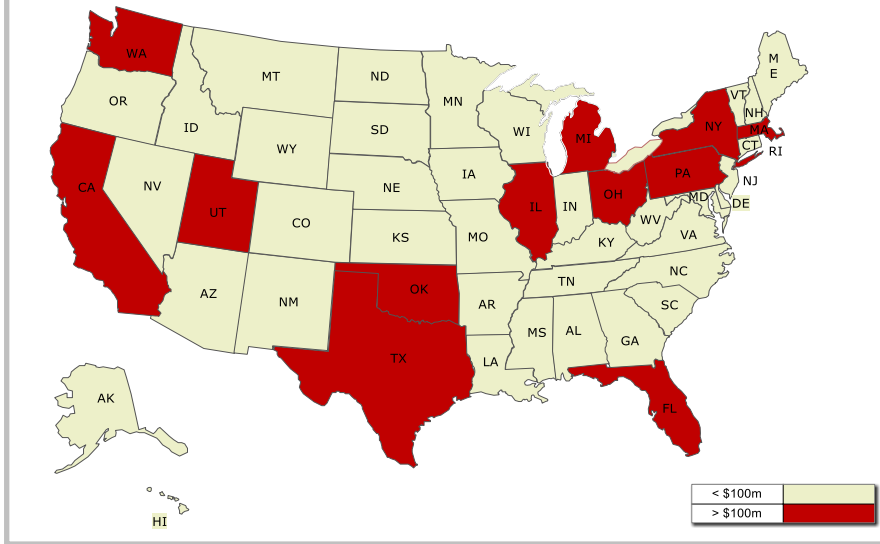 WA
MT
ND
MN
M
E
OR
ID
SD
WI
MI
VT
NH
NY
MA
WY
CT
RI
CA
NV
NE
IA
PA
NJ
UT
CO
IL
IN
OH
MD
DE
WV
KS
MO
KY
VA
AZ
NM
OK
AR
TN
NC
SC
MS
AL
GA
TX
LA
AK
FL
HI
< $100m
> $100m